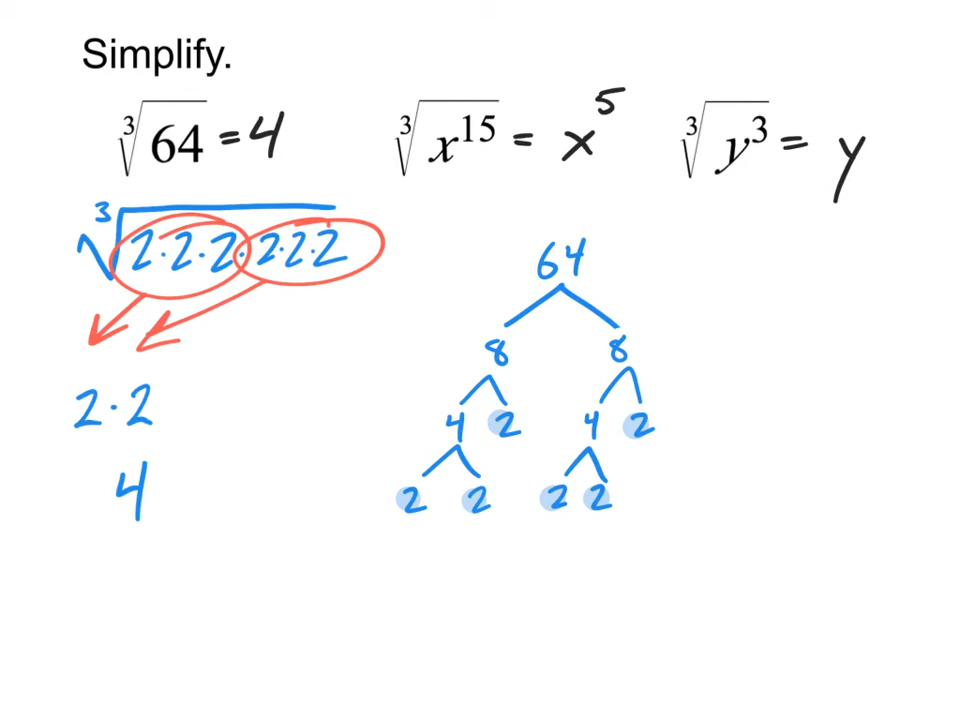 Simplify.
∛64 = 4   ∛x¹⁵ = x⁵   ∛y³ = y
∛2·2·2·2·2·2
64
8   8
2·2
4   2   4   2
4
2   2   2   2